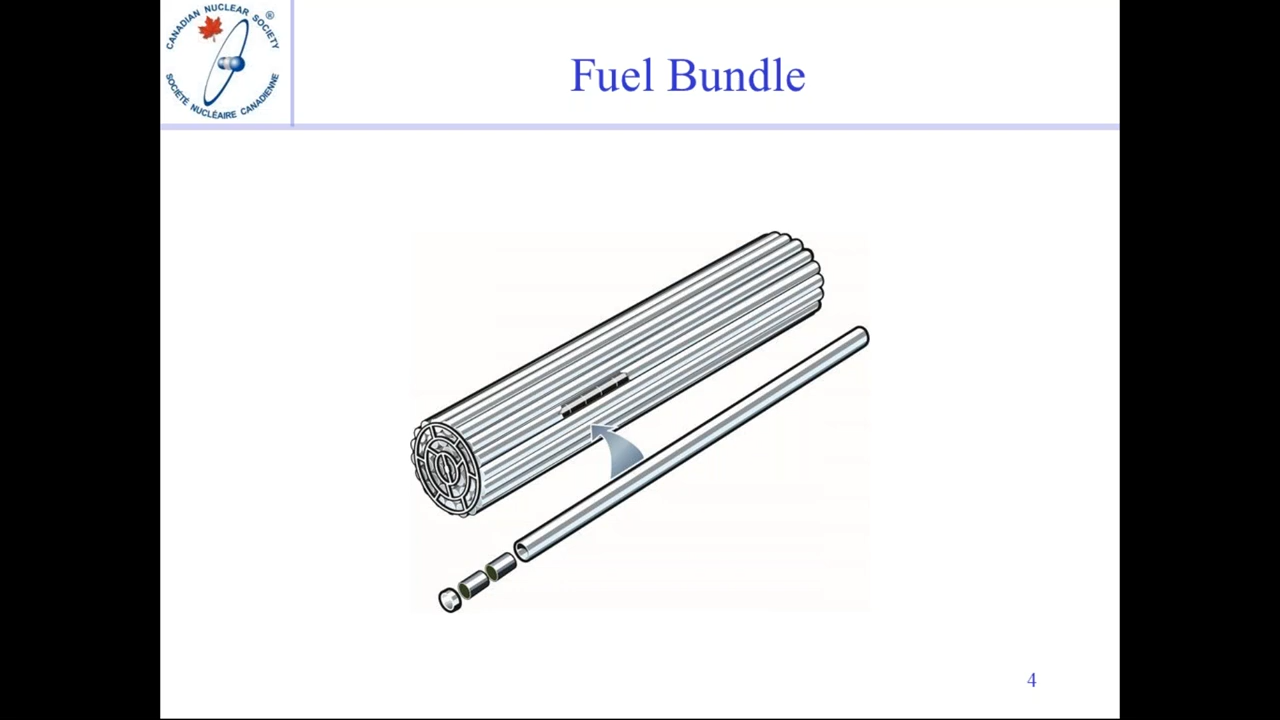 CANADIAN NUCLEAR SOCIETY ®
SOCIÉTÉ NUCLÉAIRE CANADIENNE
Fuel Bundle
4